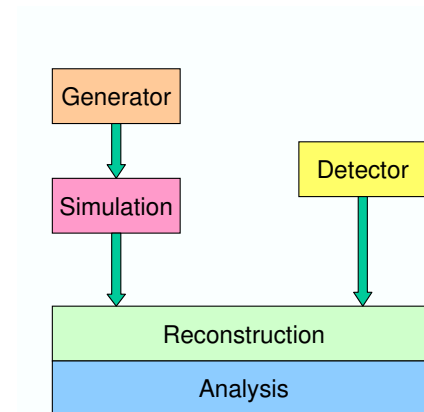 Generator
Simulation
Detector
Reconstruction
Analysis